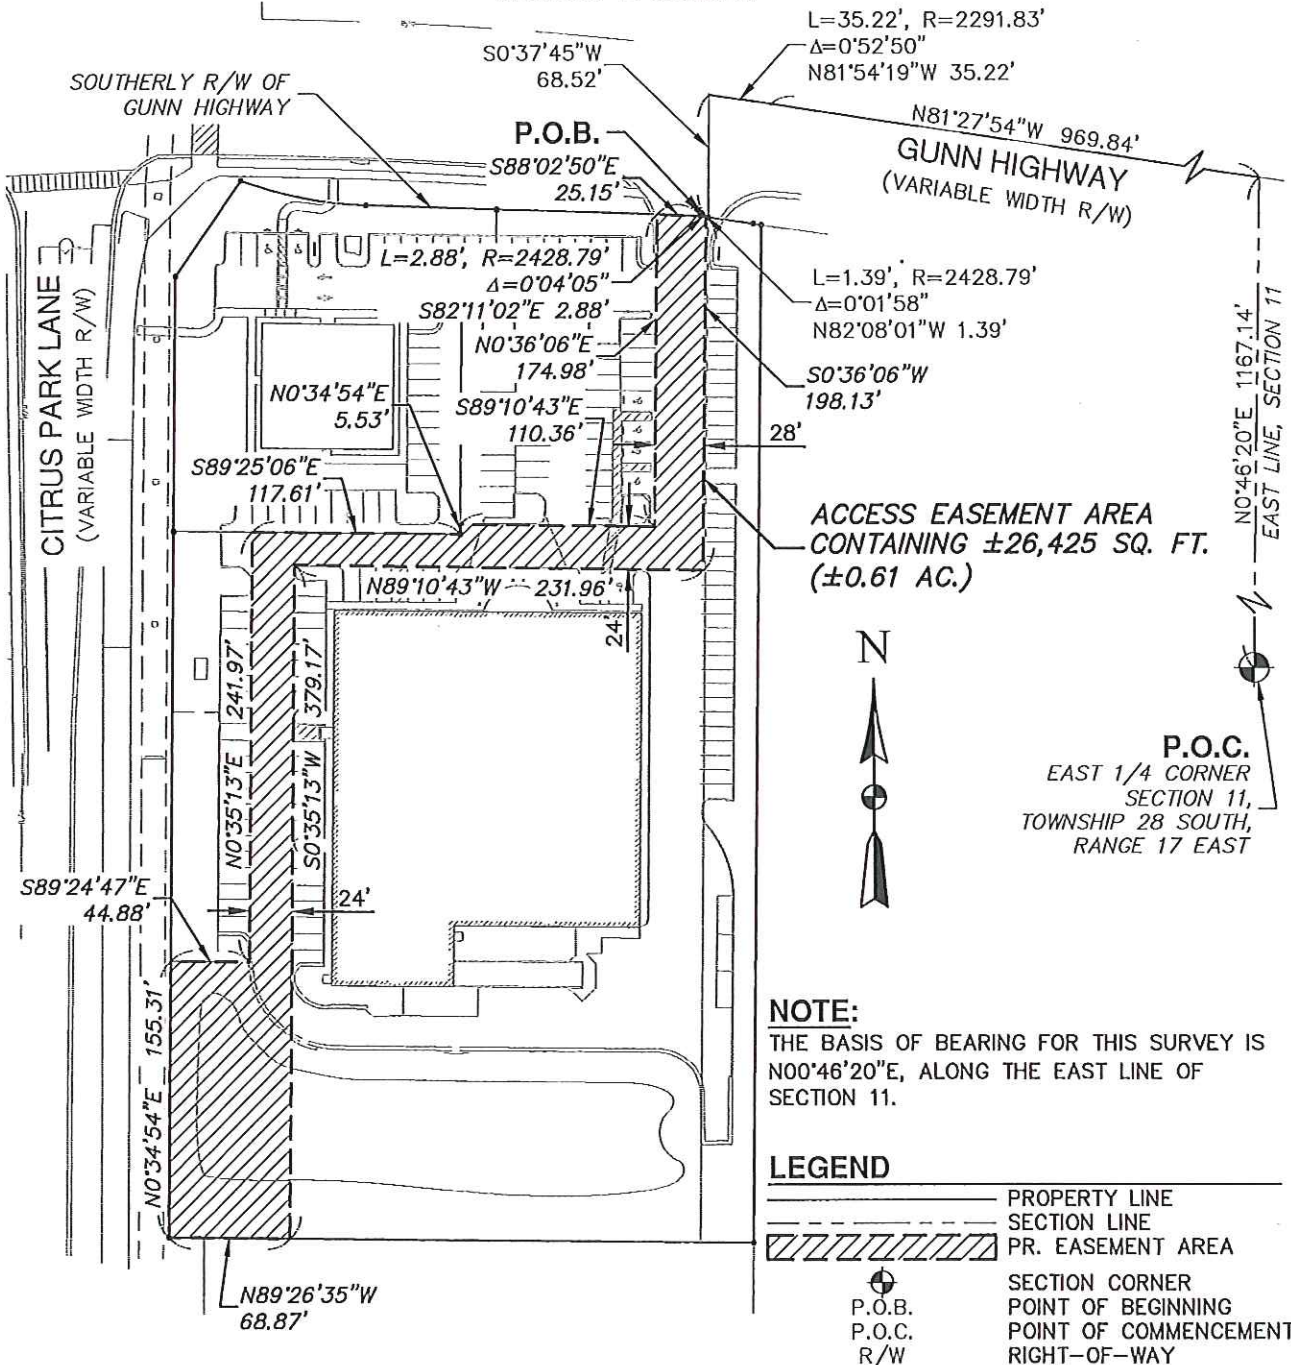 L=35.22', R=2291.83'
Δ=0°52'50"
N81°54'19"W 35.22'
S0°37'45"W
68.52'
SOUTHERLY R/W OF
GUNN HIGHWAY
P.O.B.
S88°02'50"E
25.15'
N81°27'54"W 969.84'
GUNN HIGHWAY
(VARIABLE WIDTH R/W)
L=2.88', R=2428.79'
Δ=0°04'05"
S82°11'02"E 2.88'
L=1.39', R=2428.79'
Δ=0°01'58"
N82°08'01"W 1.39'
N0°36'06"E
174.98'
S0°36'06"W
198.13'
N0°34'54"E
5.53'
S89°10'43"E
110.36'
28'
S89°25'06"E
117.61'
CITRUS PARK LANE
(VARIABLE WIDTH R/W)
N0°46'20"E 1167.14'
EAST LINE, SECTION 11
ACCESS EASEMENT AREA
CONTAINING ±26,425 SQ. FT.
(±0.61 AC.)
N89°10'43"W 231.96'
24'
N
N0°35'13"E 241.97'
S0°35'13"W 379.17'
P.O.C.
EAST 1/4 CORNER
SECTION 11,
TOWNSHIP 28 SOUTH,
RANGE 17 EAST
S89°24'47"E
44.88'
24'
N0°34'54"E 155.31'
N89°26'35"W
68.87'
NOTE:
THE BASIS OF BEARING FOR THIS SURVEY IS
N00°46'20"E, ALONG THE EAST LINE OF
SECTION 11.
LEGEND
PROPERTY LINE
SECTION LINE
PR. EASEMENT AREA
SECTION CORNER
P.O.B. POINT OF BEGINNING
P.O.C. POINT OF COMMENCEMENT
R/W RIGHT-OF-WAY